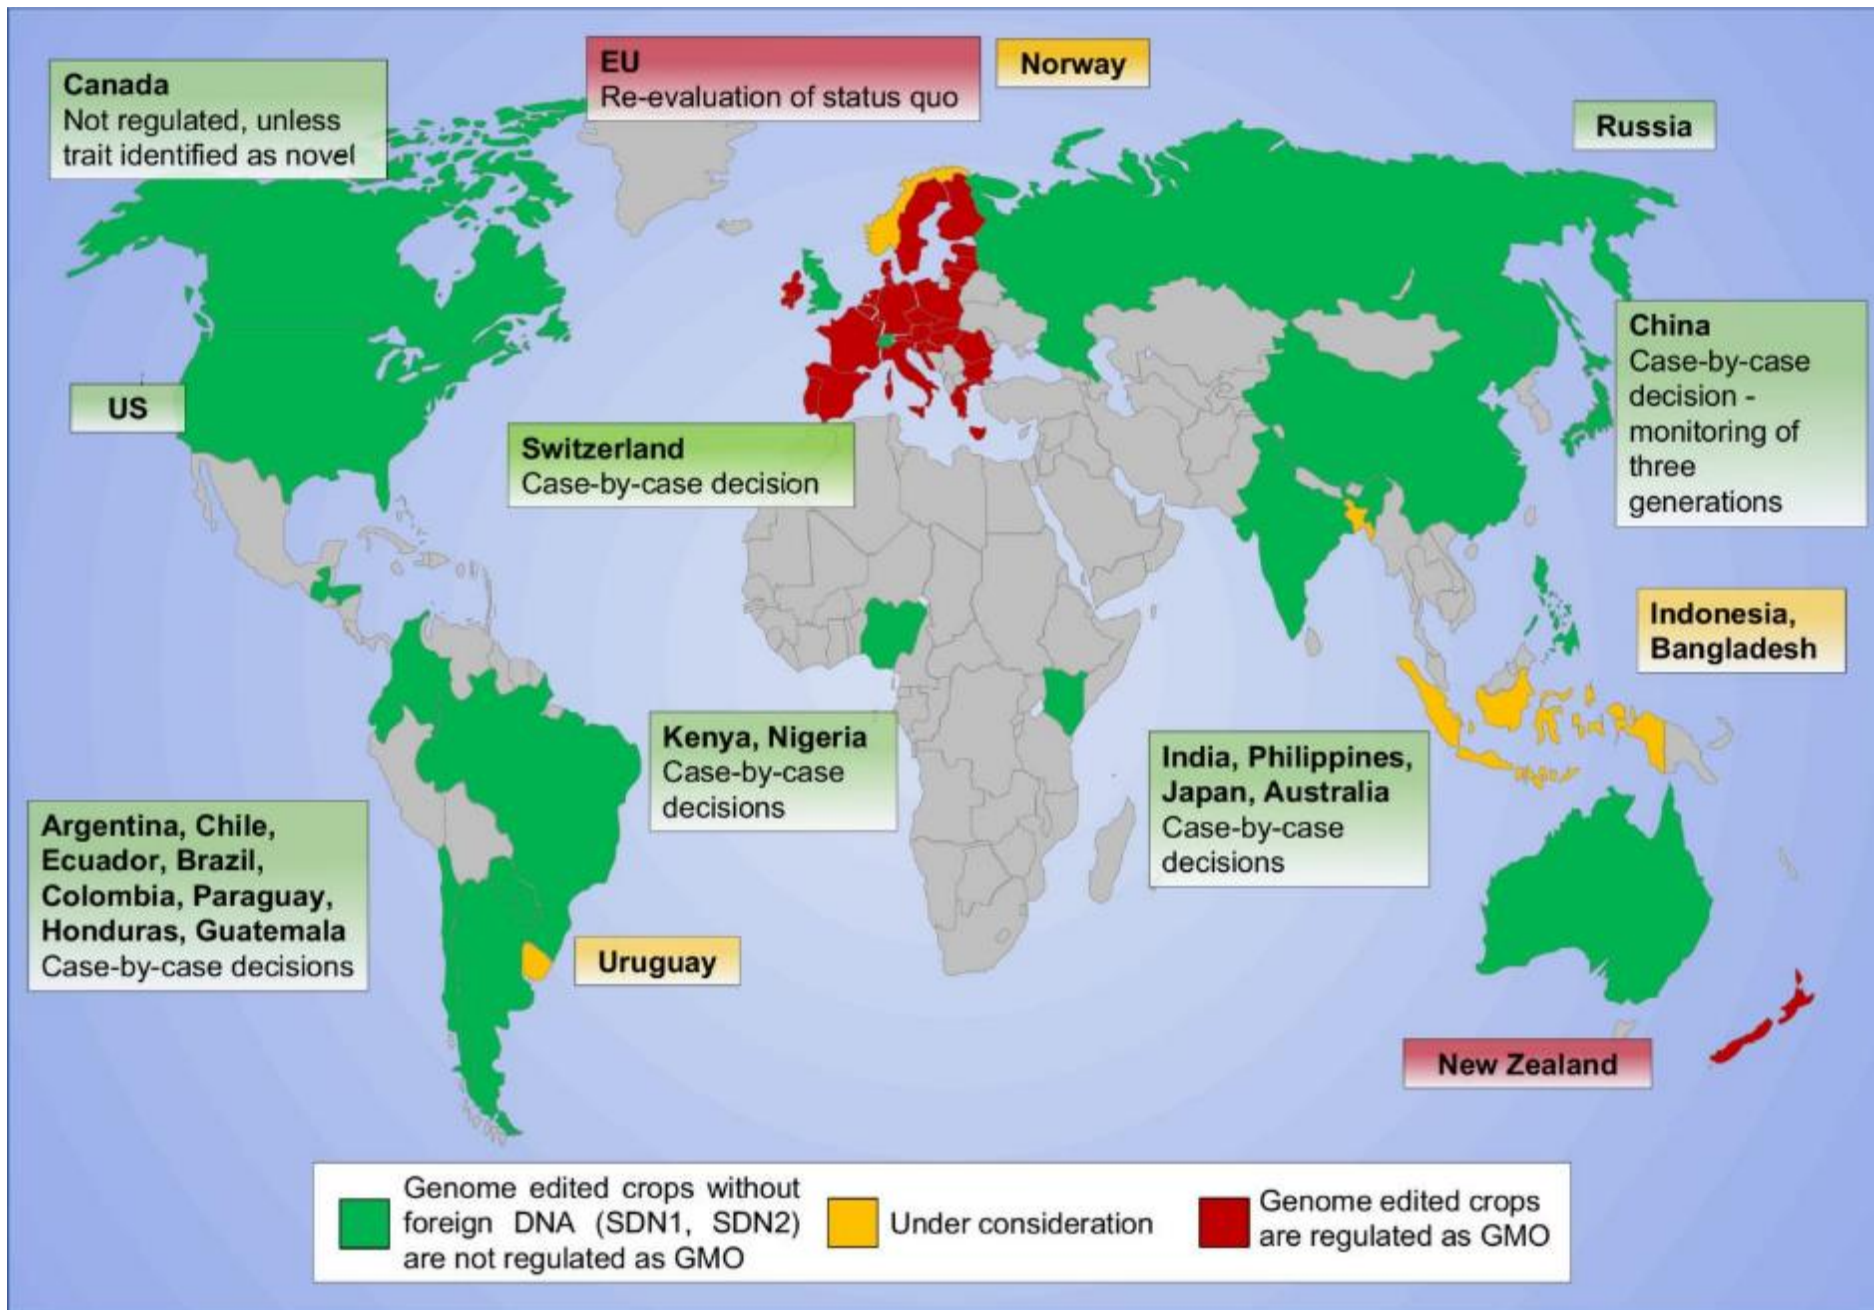 Canada
Not regulated, unless
trait identified as novel
EU
Re-evaluation of status quo
Norway
Russia
US
Switzerland
Case-by-case decision
China
Case-by-case
decision -
monitoring of
three
generations
Indonesia,
Bangladesh
Kenya, Nigeria
Case-by-case
decisions
India, Philippines,
Japan, Australia
Case-by-case
decisions
Argentina, Chile,
Ecuador, Brazil,
Colombia, Paraguay,
Honduras, Guatemala
Case-by-case decisions
Uruguay
New Zealand
Genome edited crops without
foreign DNA (SDN1, SDN2)
are not regulated as GMO
Under consideration
Genome edited crops
are regulated as GMO